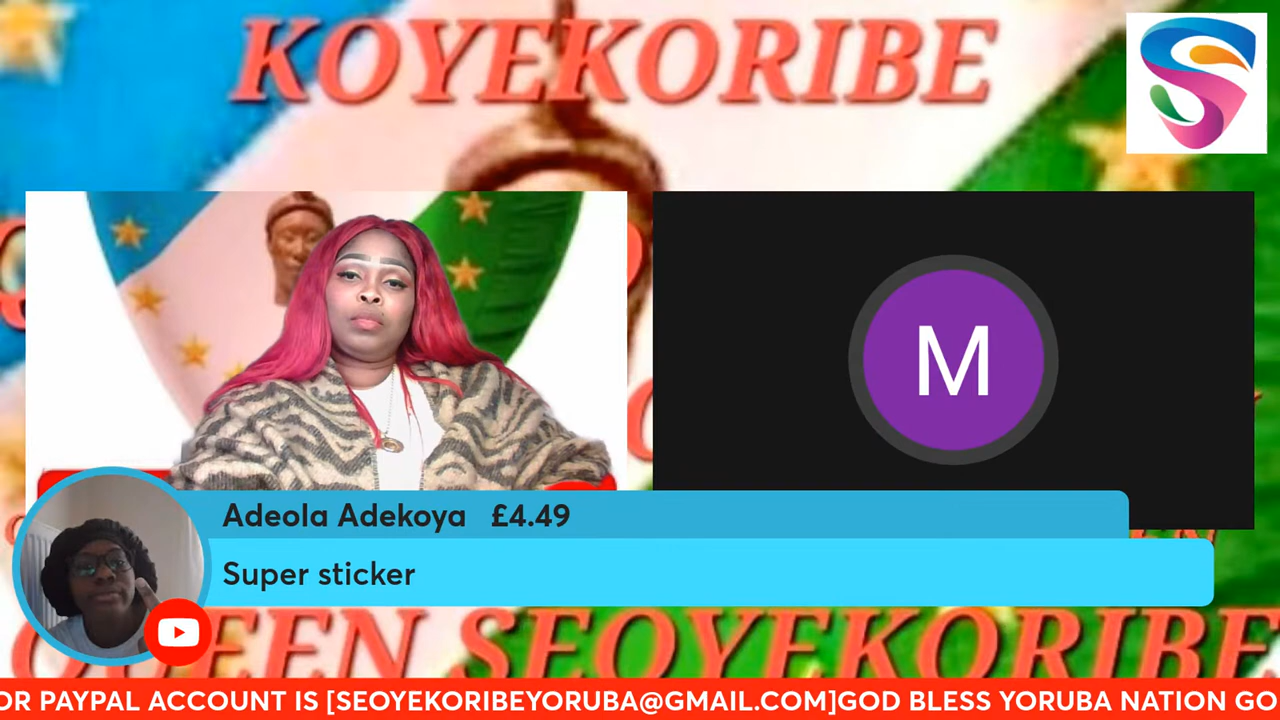 KOYEKORIBE
M
Adeola Adekoya £4.49
Super sticker
QUEEN SEOYEKORIBE
OR PAYPAL ACCOUNT IS [SEOYEKORIBEYORUBA@GMAIL.COM]GOD BLESS YORUBA NATION GO